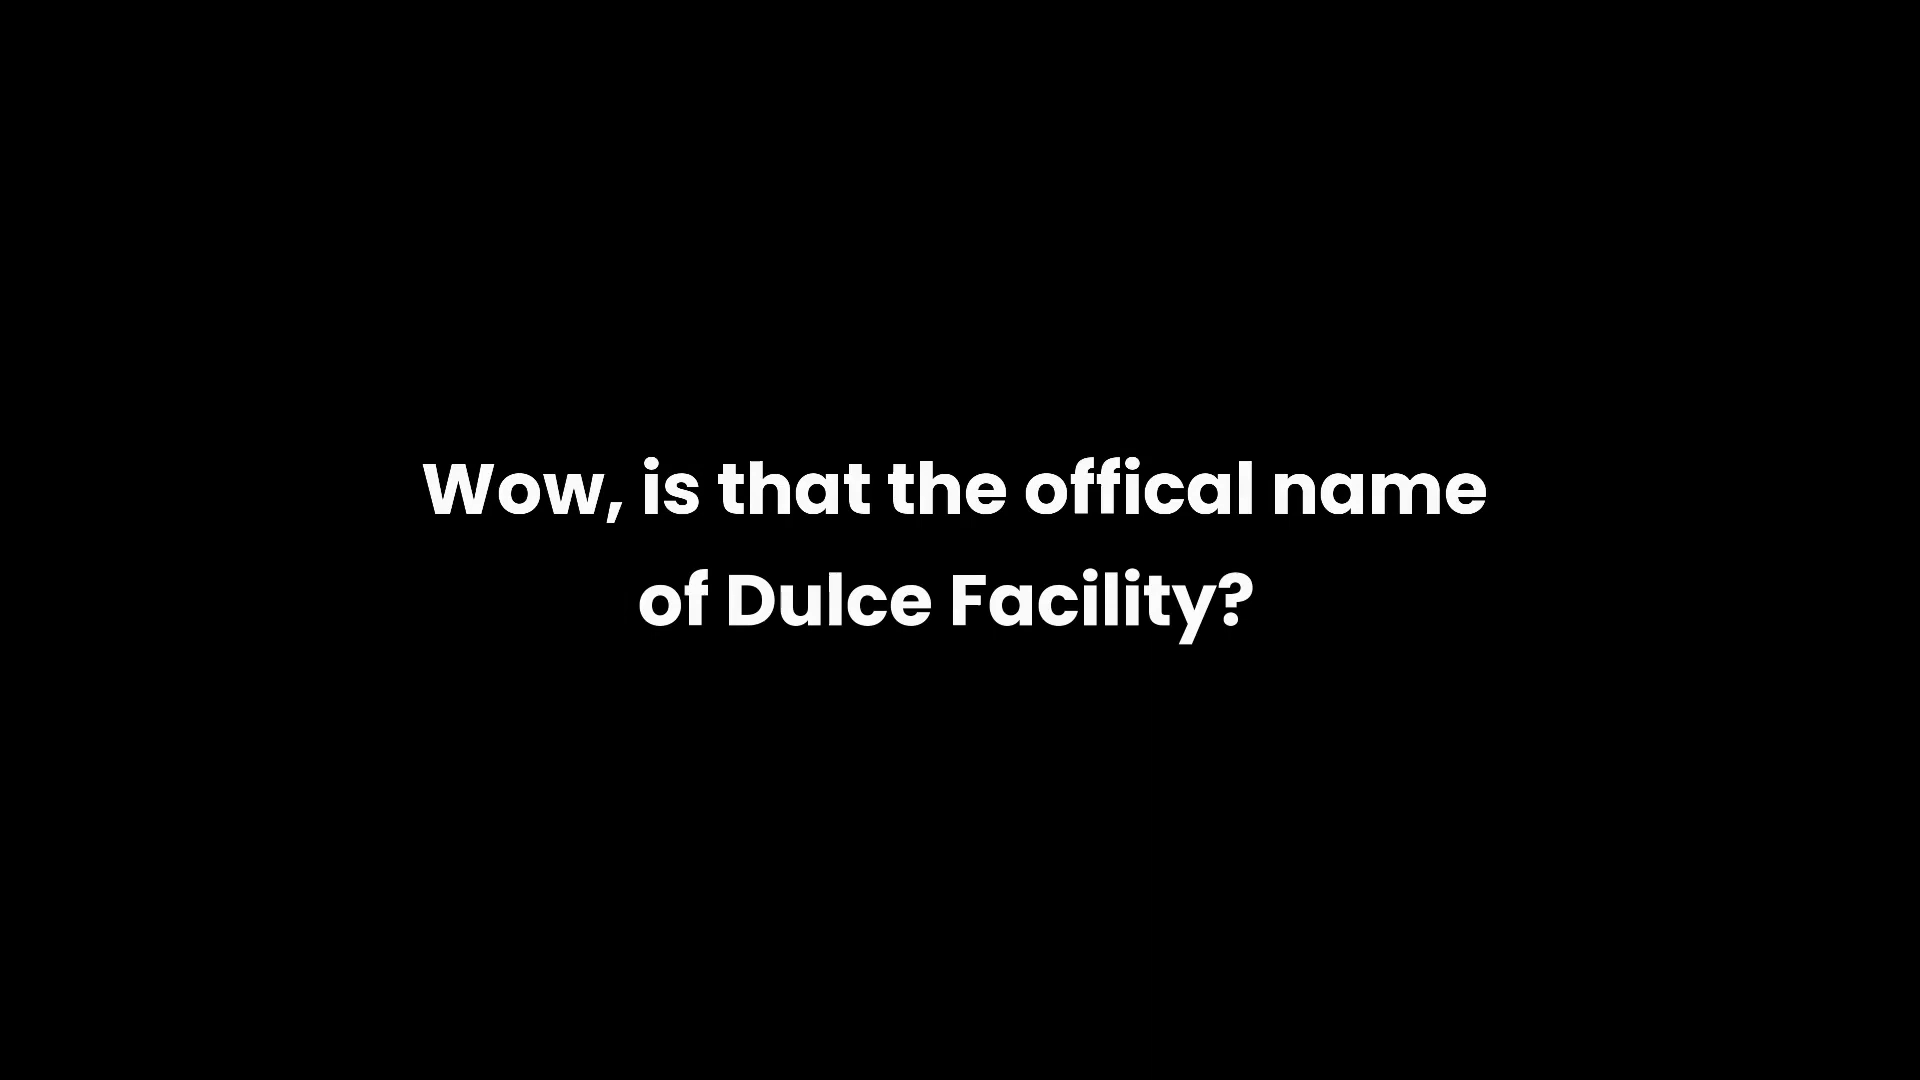 Wow, is that the offical name
of Dulce Facility?